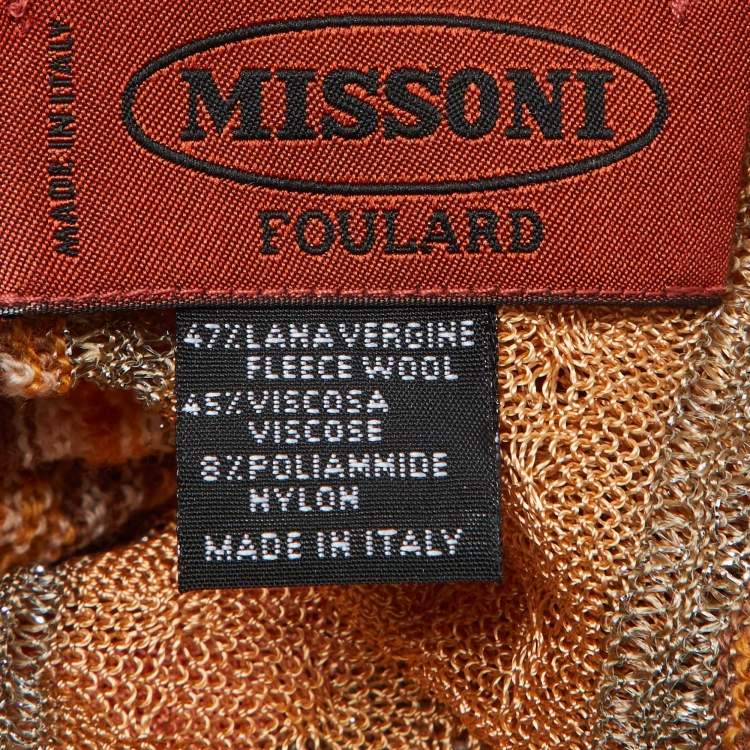 MADE IN ITALY
MISSONI
FOULARD
47% LANA VERGINE
FLEECE WOOL
45% VISCOSA
VISCOSE
8% POLIAMMIDE
NYLON
MADE IN ITALY